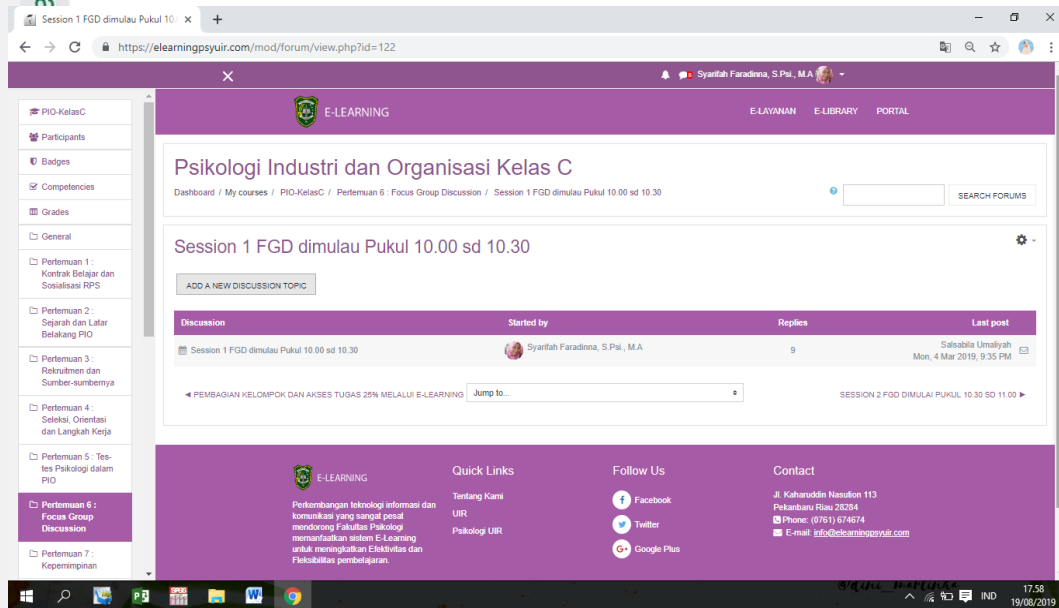 Session 1 FGD dimulau Pukul 10.
https://elearningpsyuir.com/mod/forum/view.php?id=122
Syarifah Faradinna, S.Psi., M.A
E-LEARNING
E-LAYANAN E-LIBRARY PORTAL
PIO-KelasC
Participants
Badges
Competencies
Grades
General
Pertemuan 1 :
Kontrak Belajar dan
Sosialisasi RPS
Pertemuan 2 :
Sejarah dan Latar
Belakang PIO
Pertemuan 3 :
Rekruitmen dan
Sumber-sumbernya
Pertemuan 4 :
Seleksi, Orientasi
dan Langkah Kerja
Pertemuan 5 : Tes-
tes Psikologi dalam
PIO
Pertemuan 6 :
Focus Group
Discussion
Pertemuan 7 :
Kepemimpinan
Psikologi Industri dan Organisasi Kelas C
Dashboard / My courses / PIO-KelasC / Pertemuan 6 : Focus Group Discussion / Session 1 FGD dimulau Pukul 10.00 sd 10.30
SEARCH FORUMS
Session 1 FGD dimulau Pukul 10.00 sd 10.30
ADD A NEW DISCUSSION TOPIC
Discussion Started by Replies Last post
Session 1 FGD dimulau Pukul 10.00 sd 10.30 Syarifah Faradinna, S.Psi., M.A 9 Salsabila Umaliyah
Mon, 4 Mar 2019, 9:35 PM
◄ PEMBAGIAN KELOMPOK DAN AKSES TUGAS 25% MELALUI E-LEARNING Jump to... SESSION 2 FGD DIMULAI PUKUL 10.30 SD 11.00 ►
E-LEARNING
Perkembangan teknologi informasi dan
komunikasi yang sangat pesat
mendorong Fakultas Psikologi
memanfaatkan sistem E-Learning
untuk meningkatkan Efektivitas dan
Fleksibilitas pembelajaran.
Quick Links
Tentang Kami
UIR
Psikologi UIR
Follow Us
Facebook
Twitter
Google Plus
Contact
Jl. Kaharuddin Nasution 113
Pekanbaru Riau 28284
Phone: (0761) 674674
E-mail: info@elearningpsyuir.com
IND
17.58
19/08/2019